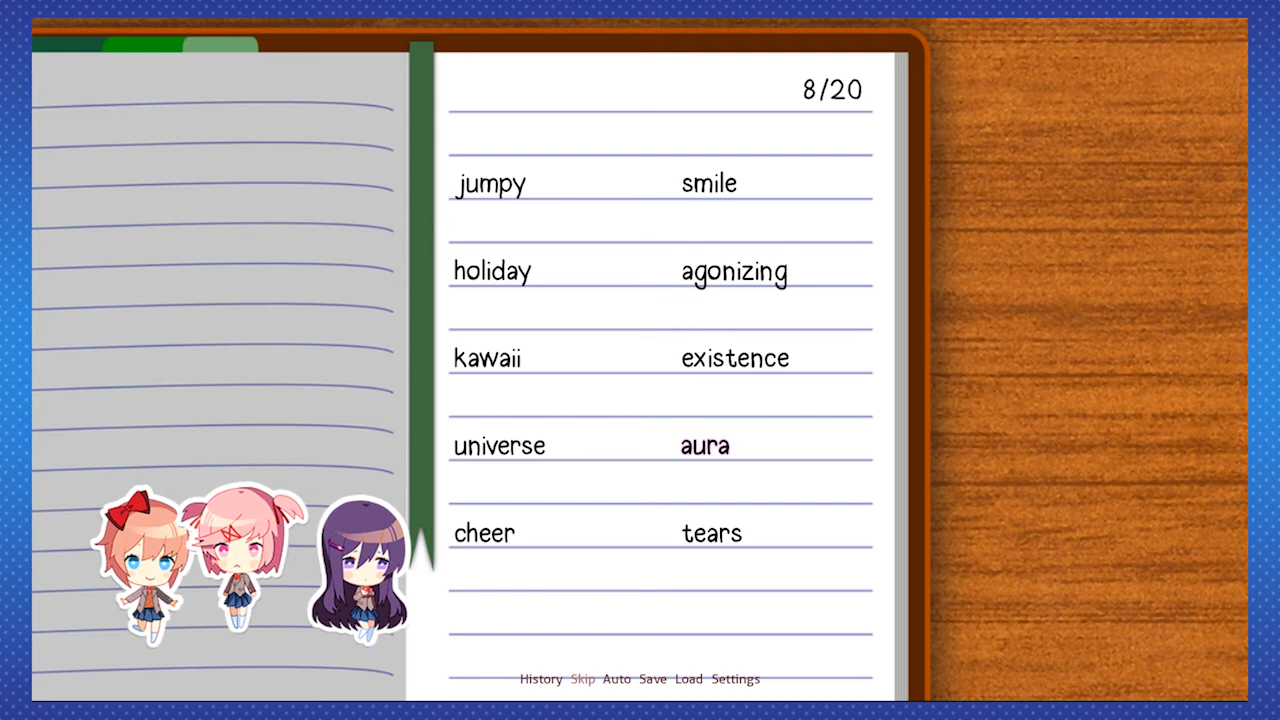 8/20
jumpy smile
holiday agonizing
kawaii existence
universe aura
cheer tears
History Skip Auto Save Load Settings